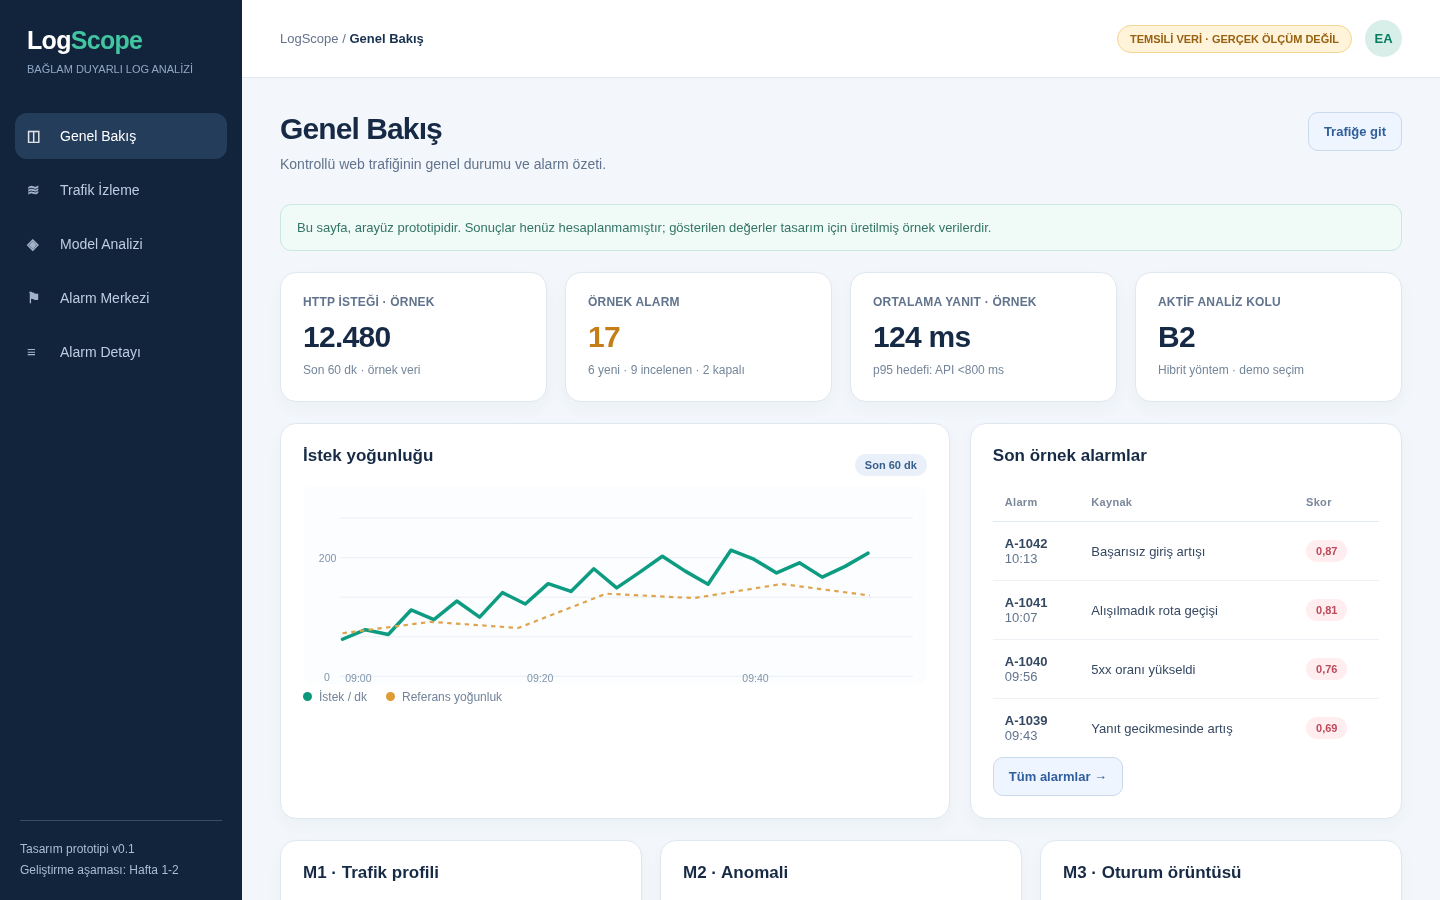 LogScope
BAĞLAM DUYARLI LOG ANALİZİ
Genel Bakış
Trafik İzleme
Model Analizi
Alarm Merkezi
Alarm Detayı
Tasarım prototipi v0.1
Geliştirme aşaması: Hafta 1-2
LogScope / Genel Bakış
TEMSİLİ VERİ · GERÇEK ÖLÇÜM DEĞİL
EA
Genel Bakış
Kontrollü web trafiğinin genel durumu ve alarm özeti.
Trafiğe git
Bu sayfa, arayüz prototipidir. Sonuçlar henüz hesaplanmamıştır; gösterilen değerler tasarım için üretilmiş örnek verilerdir.
HTTP İSTEĞİ · ÖRNEK
12.480
Son 60 dk · örnek veri
ÖRNEK ALARM
17
6 yeni · 9 incelenen · 2 kapalı
ORTALAMA YANIT · ÖRNEK
124 ms
p95 hedefi: API <800 ms
AKTİF ANALİZ KOLU
B2
Hibrit yöntem · demo seçim
İstek yoğunluğu
Son 60 dk
200
0
09:00 09:20 09:40
İstek / dk Referans yoğunluk
Son örnek alarmlar
Alarm Kaynak Skor
A-1042
10:13
Başarısız giriş artışı
0,87
A-1041
10:07
Alışılmadık rota geçişi
0,81
A-1040
09:56
5xx oranı yükseldi
0,76
A-1039
09:43
Yanıt gecikmesinde artış
0,69
Tüm alarmlar →
M1 · Trafik profili
M2 · Anomali
M3 · Oturum örüntüsü